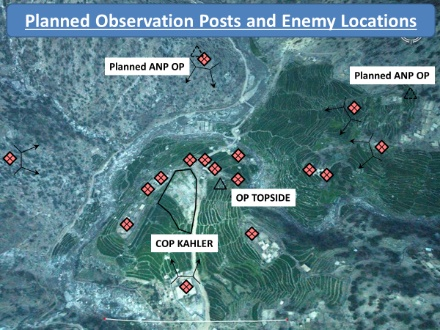 Planned Observation Posts and Enemy Locations
Planned ANP OP
Planned ANP OP
OP TOPSIDE
COP KAHLER